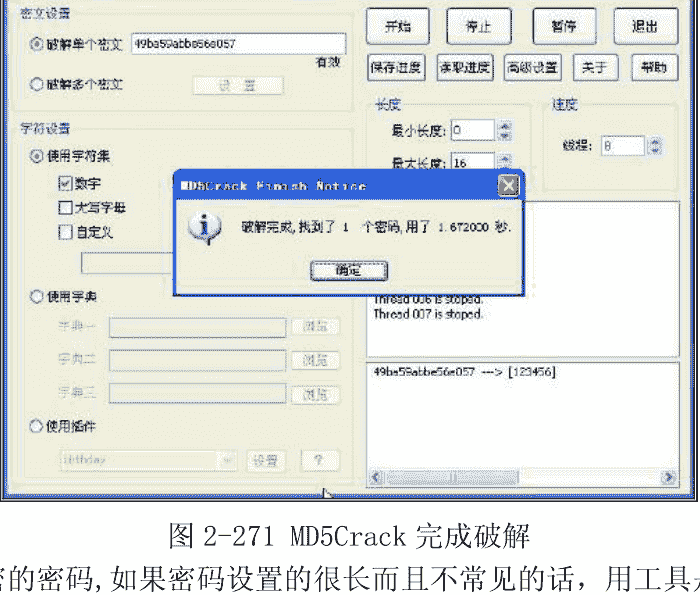 密文设置
破解单个密文 49ba59abbe56e057
有效
破解多个密文 设 置
开始 停止 暂停 退出
保存进度 读取进度 高级设置 关于 帮助
字符设置
使用字符集
数字
大写字母
自定义
使用字典
字典一 浏览
字典二 浏览
字典三 浏览
使用插件
Birthday 设置 ?
长度
最小长度: 0
最大长度: 16
速度
线程: 8
MD5Crack Finish Notice
破解完成,找到了 1 个密码,用了 1.672000 秒.
确定
Thread 006 is stoped.
Thread 007 is stoped.
49ba59abbe56e057 ---> [123456]
图 2-271 MD5Crack 完成破解
的密码,如果密码设置的很长而且不常见的话，用工具